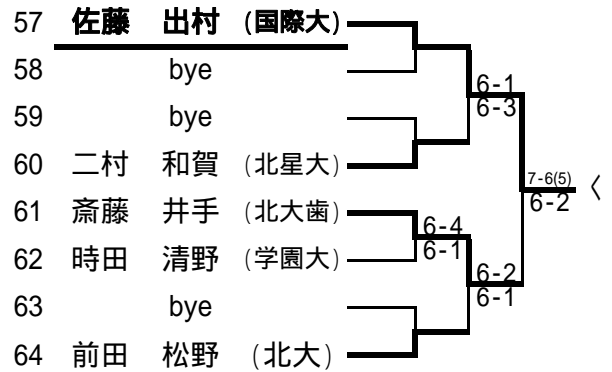 57 佐藤 出村 (国際大)
58 bye
6-1
6-3
59 bye
60 二村 和賀 (北星大)
7-6(5)
6-2
61 斎藤 井手 (北大歯)
6-4
6-1
62 時田 清野 (学園大)
6-2
6-1
63 bye
64 前田 松野 (北大)